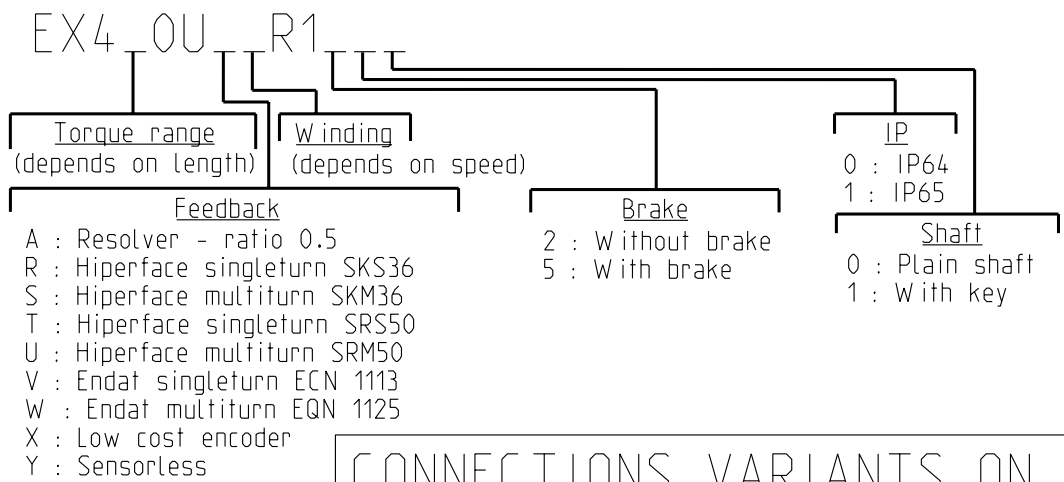 EX4_0U_ _R1_ _ _
Torque range
(depends on length)
Winding
(depends on speed)
Feedback
A : Resolver - ratio 0.5
R : Hiperface singleturn SKS36
S : Hiperface multiturn SKM36
T : Hiperface singleturn SRS50
U : Hiperface multiturn SRM50
V : Endat singleturn ECN 1113
W : Endat multiturn EQN 1125
X : Low cost encoder
Y : Sensorless
Brake
2 : Without brake
5 : With brake
IP
0 : IP64
1 : IP65
Shaft
0 : Plain shaft
1 : With key
CONNECTIONS VARIANTS ON